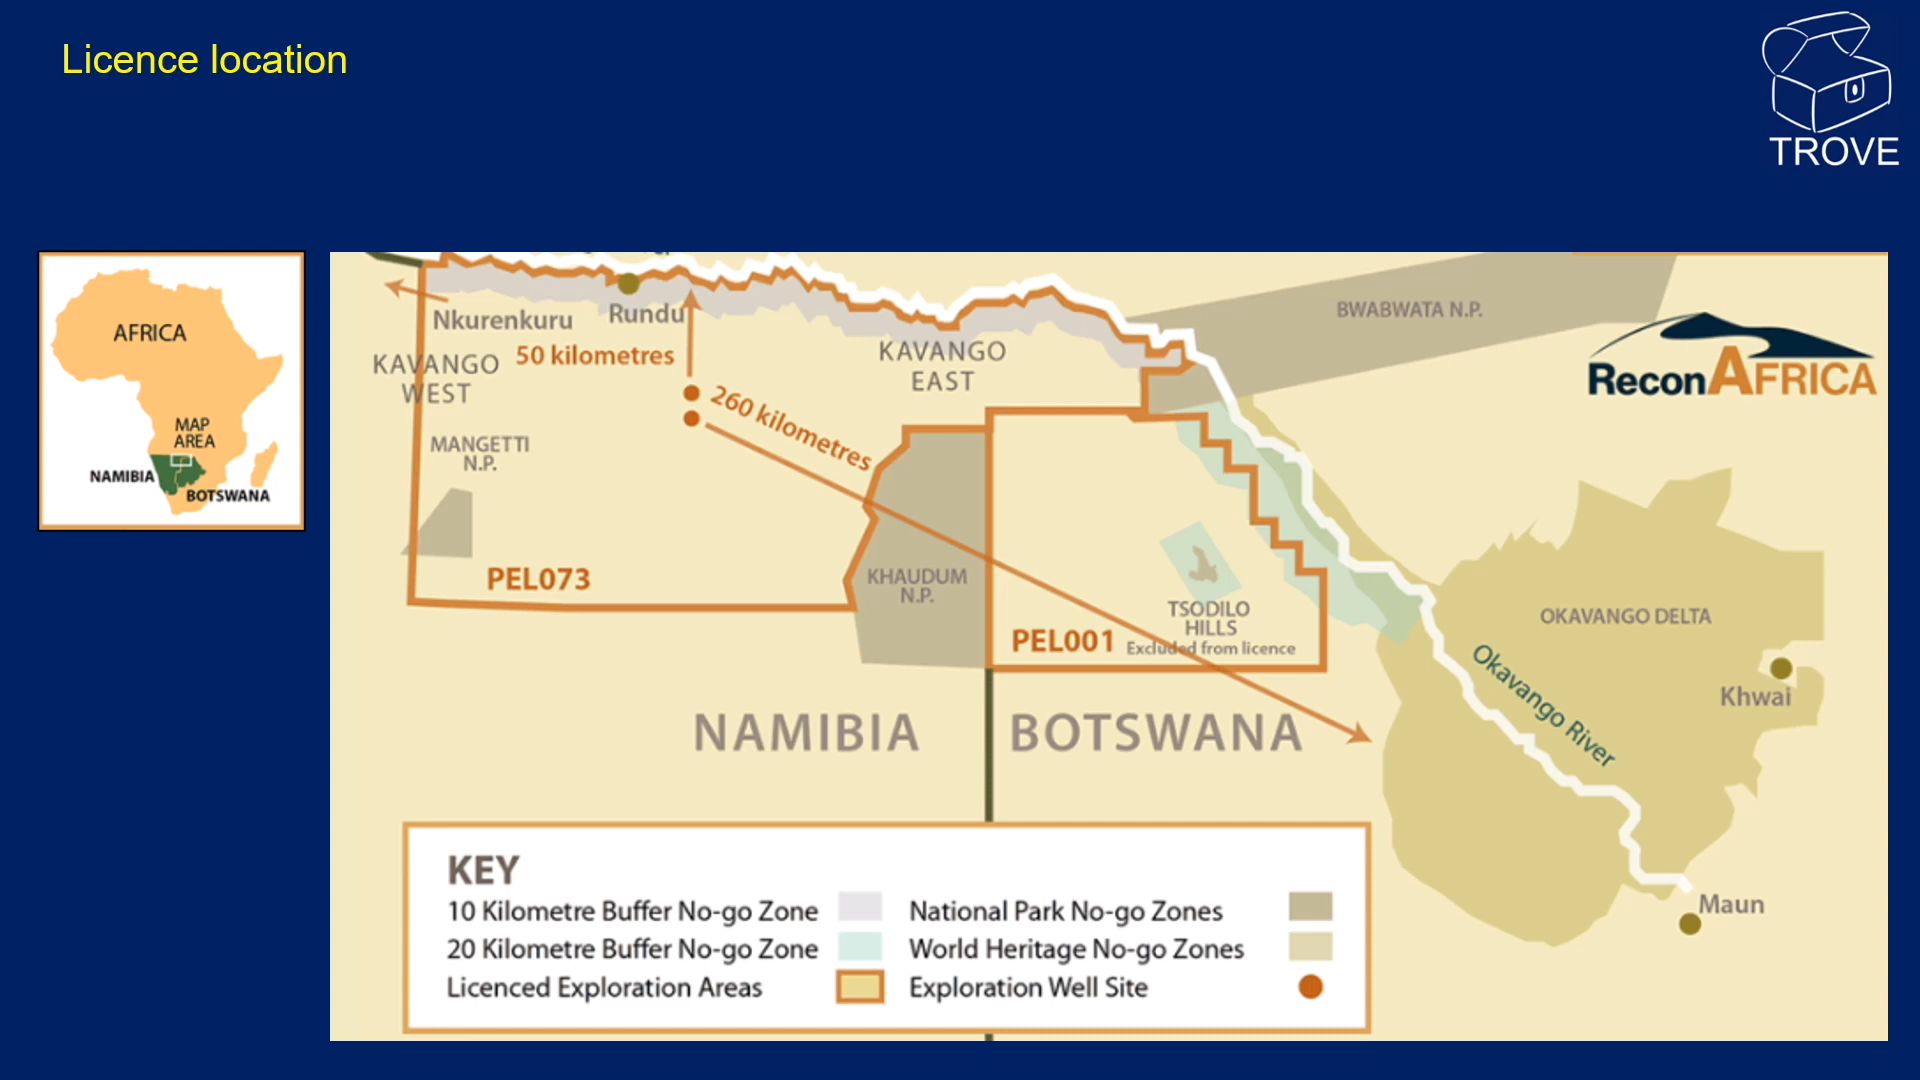 Licence location
TROVE
AFRICA
MAP
AREA
NAMIBIA
BOTSWANA
Nkurenkuru
Rundu
50 kilometres
KAVANGO
WEST
KAVANGO
EAST
260 kilometres
MANGETTI
N.P.
PEL073
KHAUDUM
N.P.
BWABWATA N.P.
ReconAFRICA
TSODILO
HILLS
Excluded from licence
PEL001
OKAVANGO DELTA
Okavango River
Khwai
Maun
NAMIBIA
BOTSWANA
KEY
10 Kilometre Buffer No-go Zone
20 Kilometre Buffer No-go Zone
Licenced Exploration Areas
National Park No-go Zones
World Heritage No-go Zones
Exploration Well Site